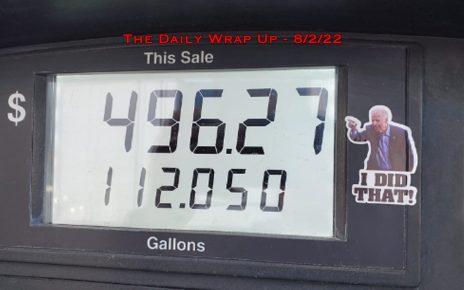 The Daily Wrap Up - 8/2/22
This Sale
$ 496.27
112.050
Gallons
I DID
THAT!